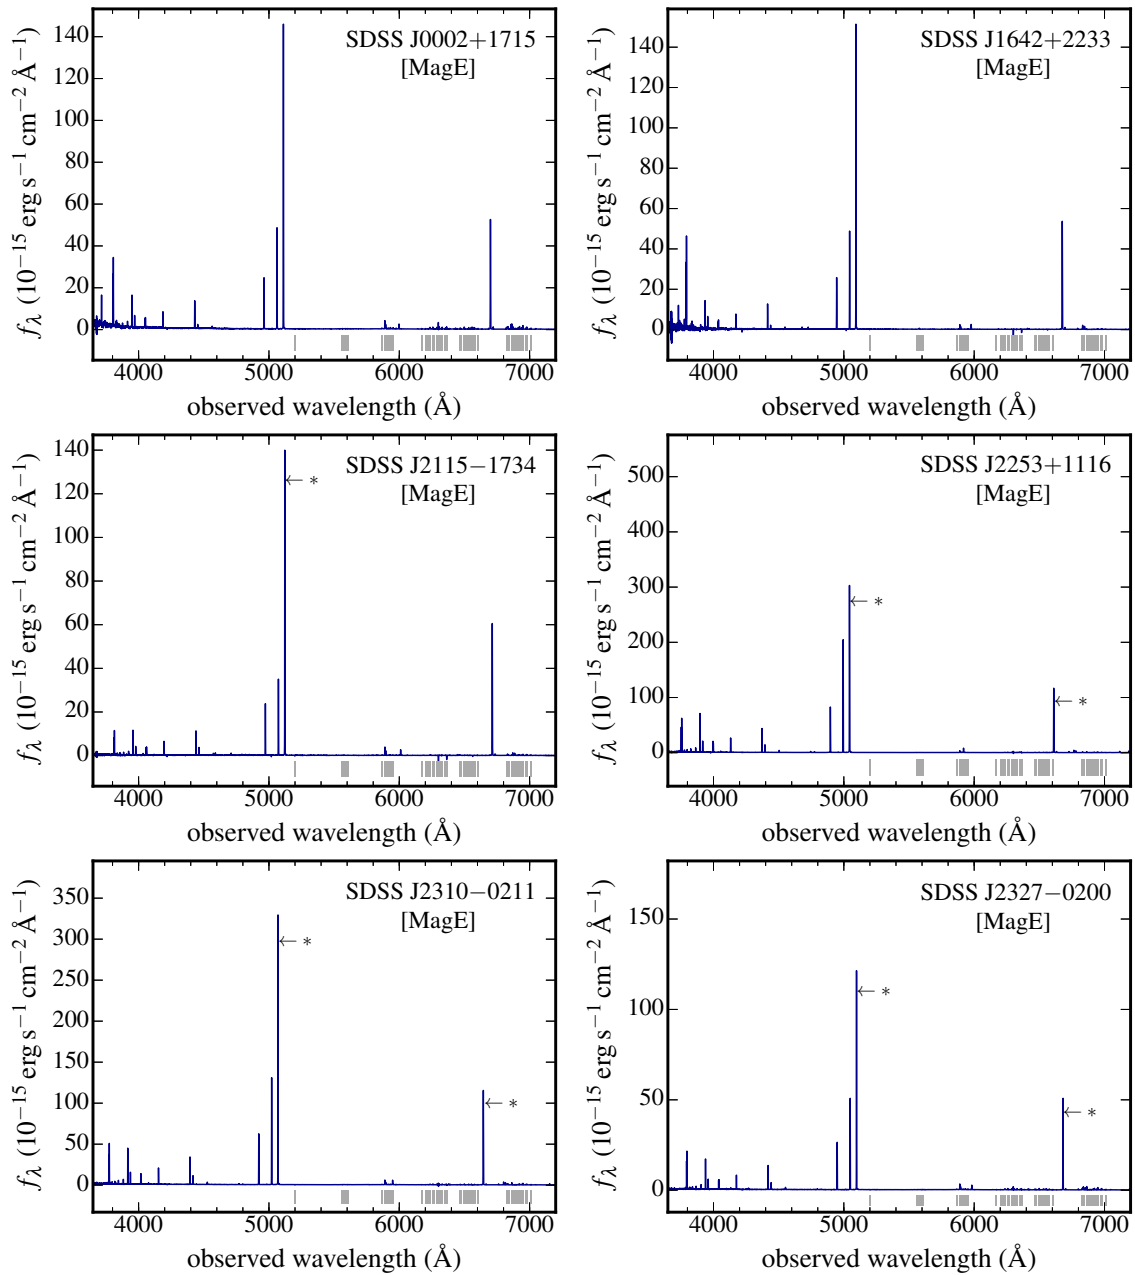 SDSS J0002+1715
[MagE]
140
120
100
80
60
40
20
0
4000 5000 6000 7000
observed wavelength (Å)
f_λ (10⁻¹⁵ erg s⁻¹ cm⁻² Å⁻¹)
SDSS J1642+2233
[MagE]
140
120
100
80
60
40
20
0
4000 5000 6000 7000
observed wavelength (Å)
f_λ (10⁻¹⁵ erg s⁻¹ cm⁻² Å⁻¹)
SDSS J2115−1734
[MagE]
← *
140
120
100
80
60
40
20
0
4000 5000 6000 7000
observed wavelength (Å)
f_λ (10⁻¹⁵ erg s⁻¹ cm⁻² Å⁻¹)
SDSS J2253+1116
[MagE]
← *
← *
500
400
300
200
100
0
4000 5000 6000 7000
observed wavelength (Å)
f_λ (10⁻¹⁵ erg s⁻¹ cm⁻² Å⁻¹)
SDSS J2310−0211
[MagE]
← *
← *
350
300
250
200
150
100
50
0
4000 5000 6000 7000
observed wavelength (Å)
f_λ (10⁻¹⁵ erg s⁻¹ cm⁻² Å⁻¹)
SDSS J2327−0200
[MagE]
← *
← *
150
100
50
0
4000 5000 6000 7000
observed wavelength (Å)
f_λ (10⁻¹⁵ erg s⁻¹ cm⁻² Å⁻¹)